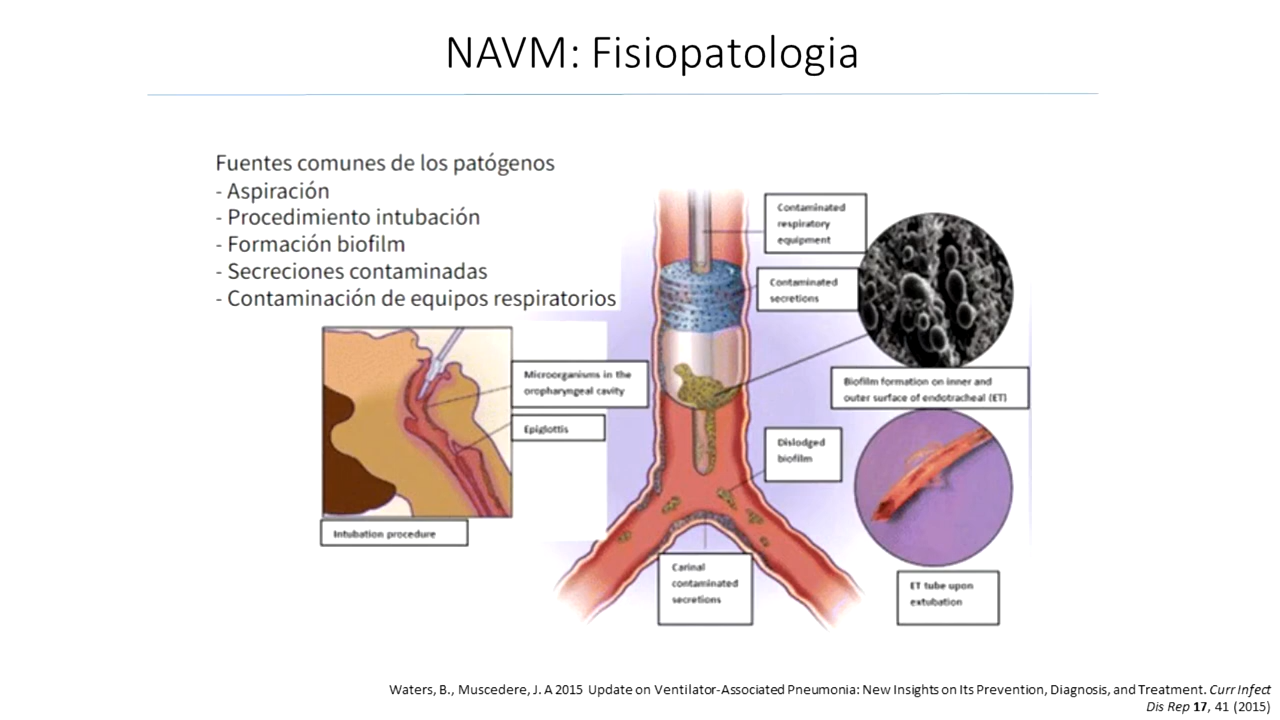 NAVM: Fisiopatologia
Fuentes comunes de los patógenos
- Aspiración
- Procedimiento intubación
- Formación biofilm
- Secreciones contaminadas
- Contaminación de equipos respiratorios
Contaminated
respiratory
equipment
Contaminated
secretions
Microorganisms in the
oropharyngeal cavity
Epiglottis
Intubation procedure
Biofilm formation on inner and
outer surface of endotracheal (ET)
Dislodged
biofilm
Carinal
contaminated
secretions
ET tube upon
extubation
Waters, B., Muscedere, J. A 2015 Update on Ventilator-Associated Pneumonia: New Insights on Its Prevention, Diagnosis, and Treatment. Curr Infect
Dis Rep 17, 41 (2015)